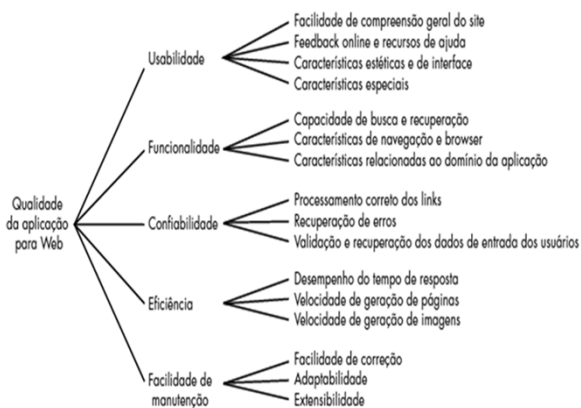 Qualidade
da aplicação
para Web
Usabilidade
Facilidade de compreensão geral do site
Feedback online e recursos de ajuda
Características estéticas e de interface
Características especiais
Funcionalidade
Capacidade de busca e recuperação
Características de navegação e browser
Características relacionadas ao domínio da aplicação
Confiabilidade
Processamento correto dos links
Recuperação de erros
Validação e recuperação dos dados de entrada dos usuários
Eficiência
Desempenho do tempo de resposta
Velocidade de geração de páginas
Velocidade de geração de imagens
Facilidade de
manutenção
Facilidade de correção
Adaptabilidade
Extensibilidade